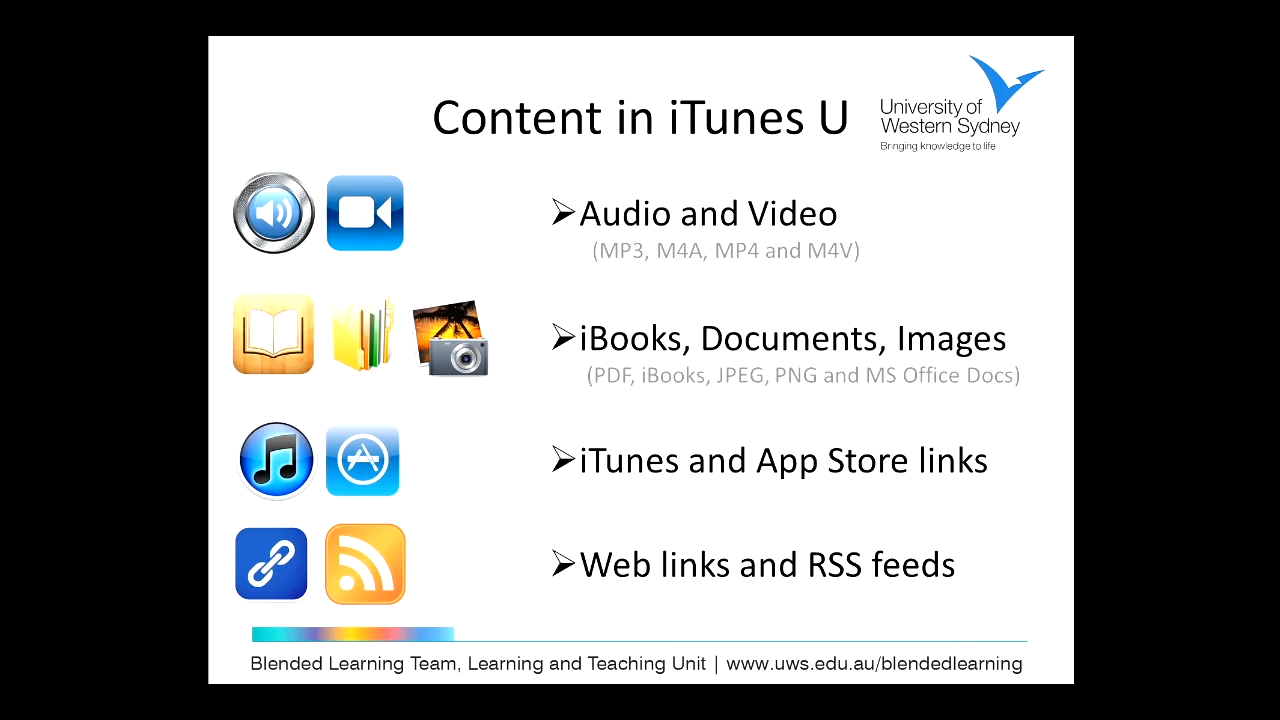 Content in iTunes U
University of
Western Sydney
Bringing knowledge to life
➢Audio and Video
(MP3, M4A, MP4 and M4V)
➢iBooks, Documents, Images
(PDF, iBooks, JPEG, PNG and MS Office Docs)
➢iTunes and App Store links
➢Web links and RSS feeds
Blended Learning Team, Learning and Teaching Unit | www.uws.edu.au/blendedlearning